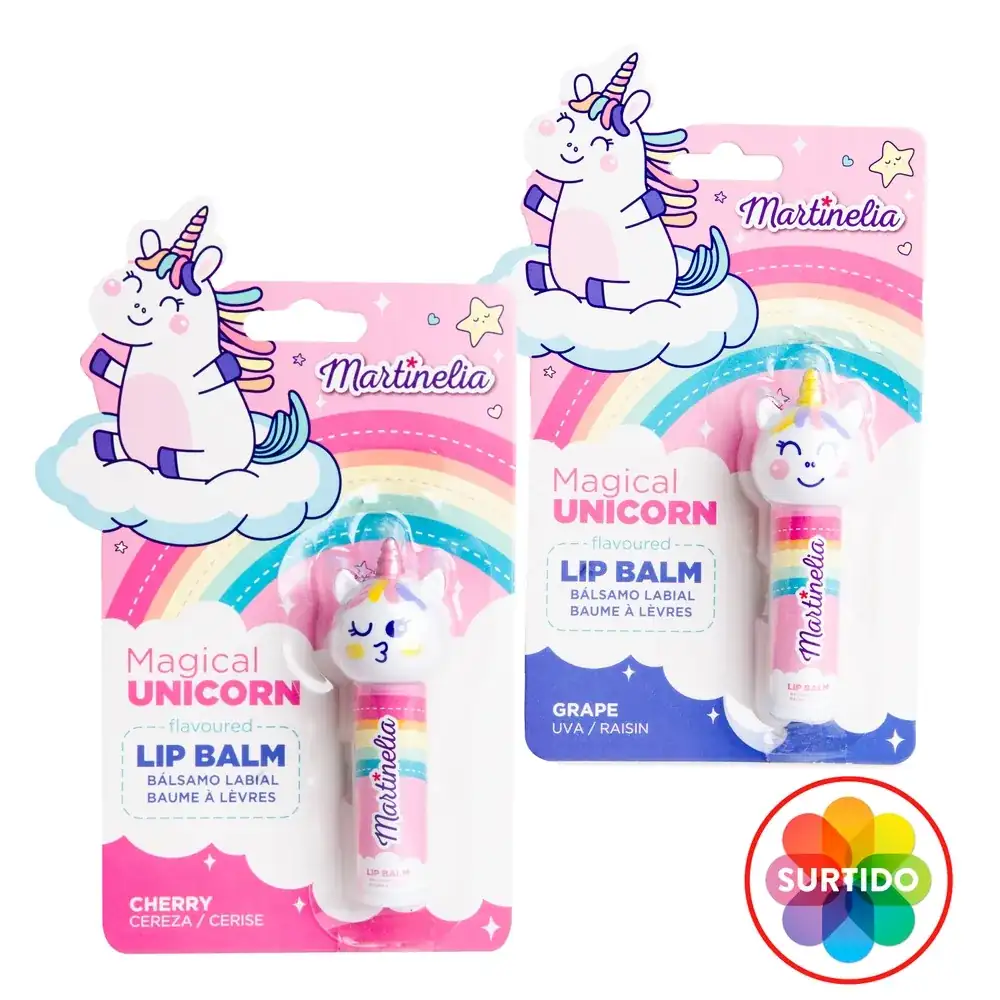 Martinelia
Magical
UNICORN
flavoured
LIP BALM
BÁLSAMO LABIAL
BAUME À LÈVRES
Martinelia
LIP BALM
CHERRY
CEREZA / CERISE
Martinelia
Magical
UNICORN
flavoured
LIP BALM
BÁLSAMO LABIAL
BAUME À LÈVRES
Martinelia
LIP BALM
GRAPE
UVA / RAISIN
SURTIDO